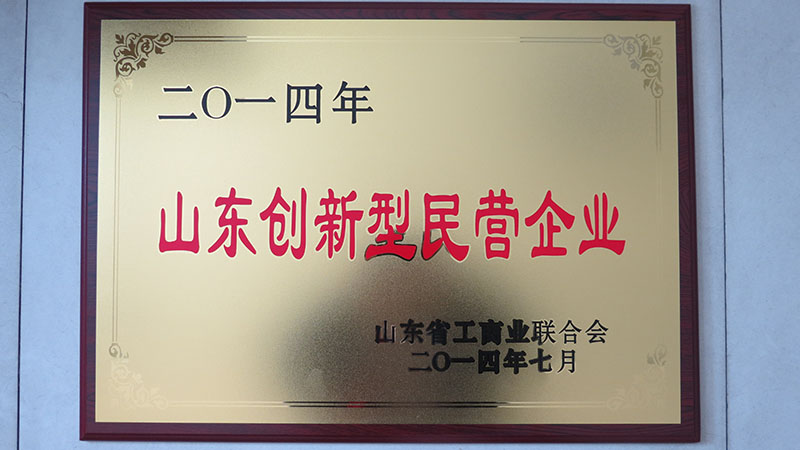 二〇一四年
山东创新型民营企业
山东省工商业联合会
二〇一四年七月